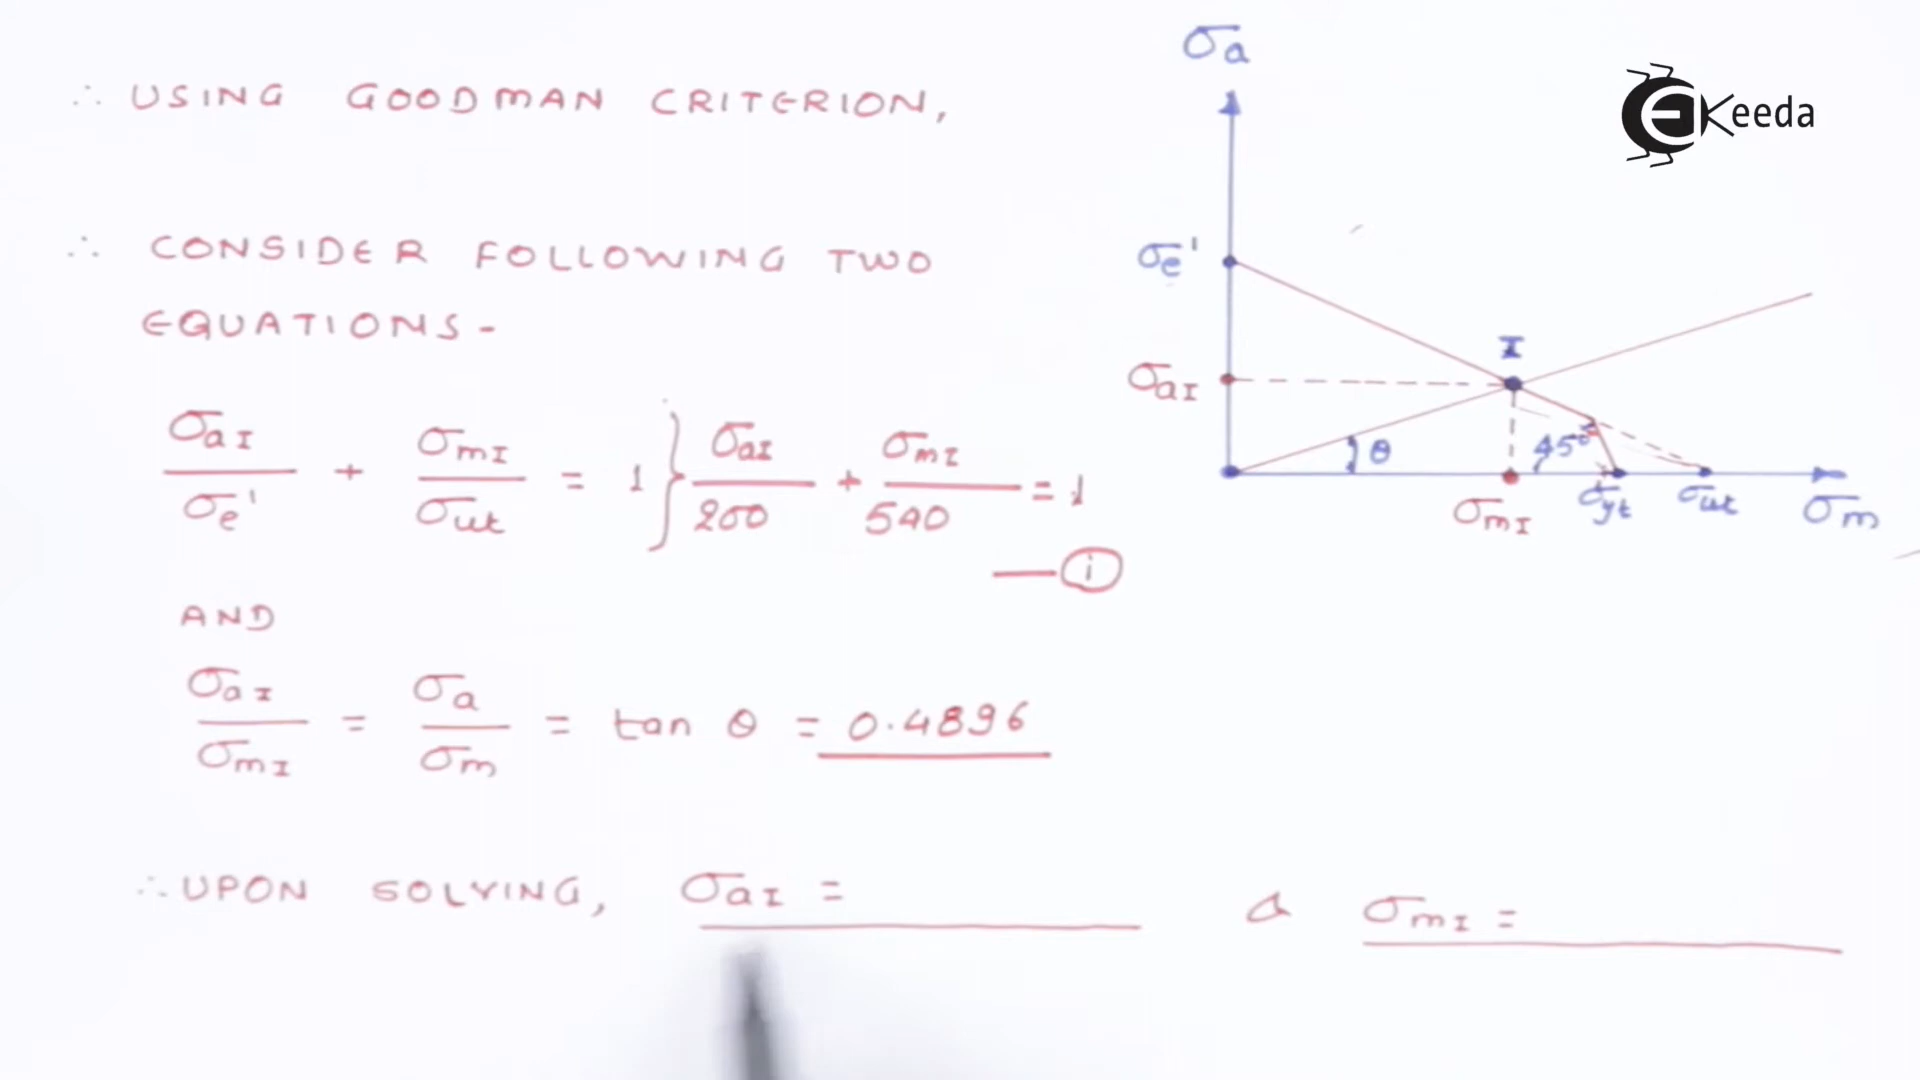 ∴ USING GOODMAN CRITERION,
∴ CONSIDER FOLLOWING TWO
EQUATIONS -
σaI / σe' + σmI / σut = 1 } σaI / 200 + σmI / 540 = 1
— i
AND
σaI / σmI = σa / σm = tan θ = 0.4896
∴ UPON SOLVING, σaI = & σmI =
σa
EKeeda
σe'
I
σaI
θ
45°
σmI
σyt
σut
σm